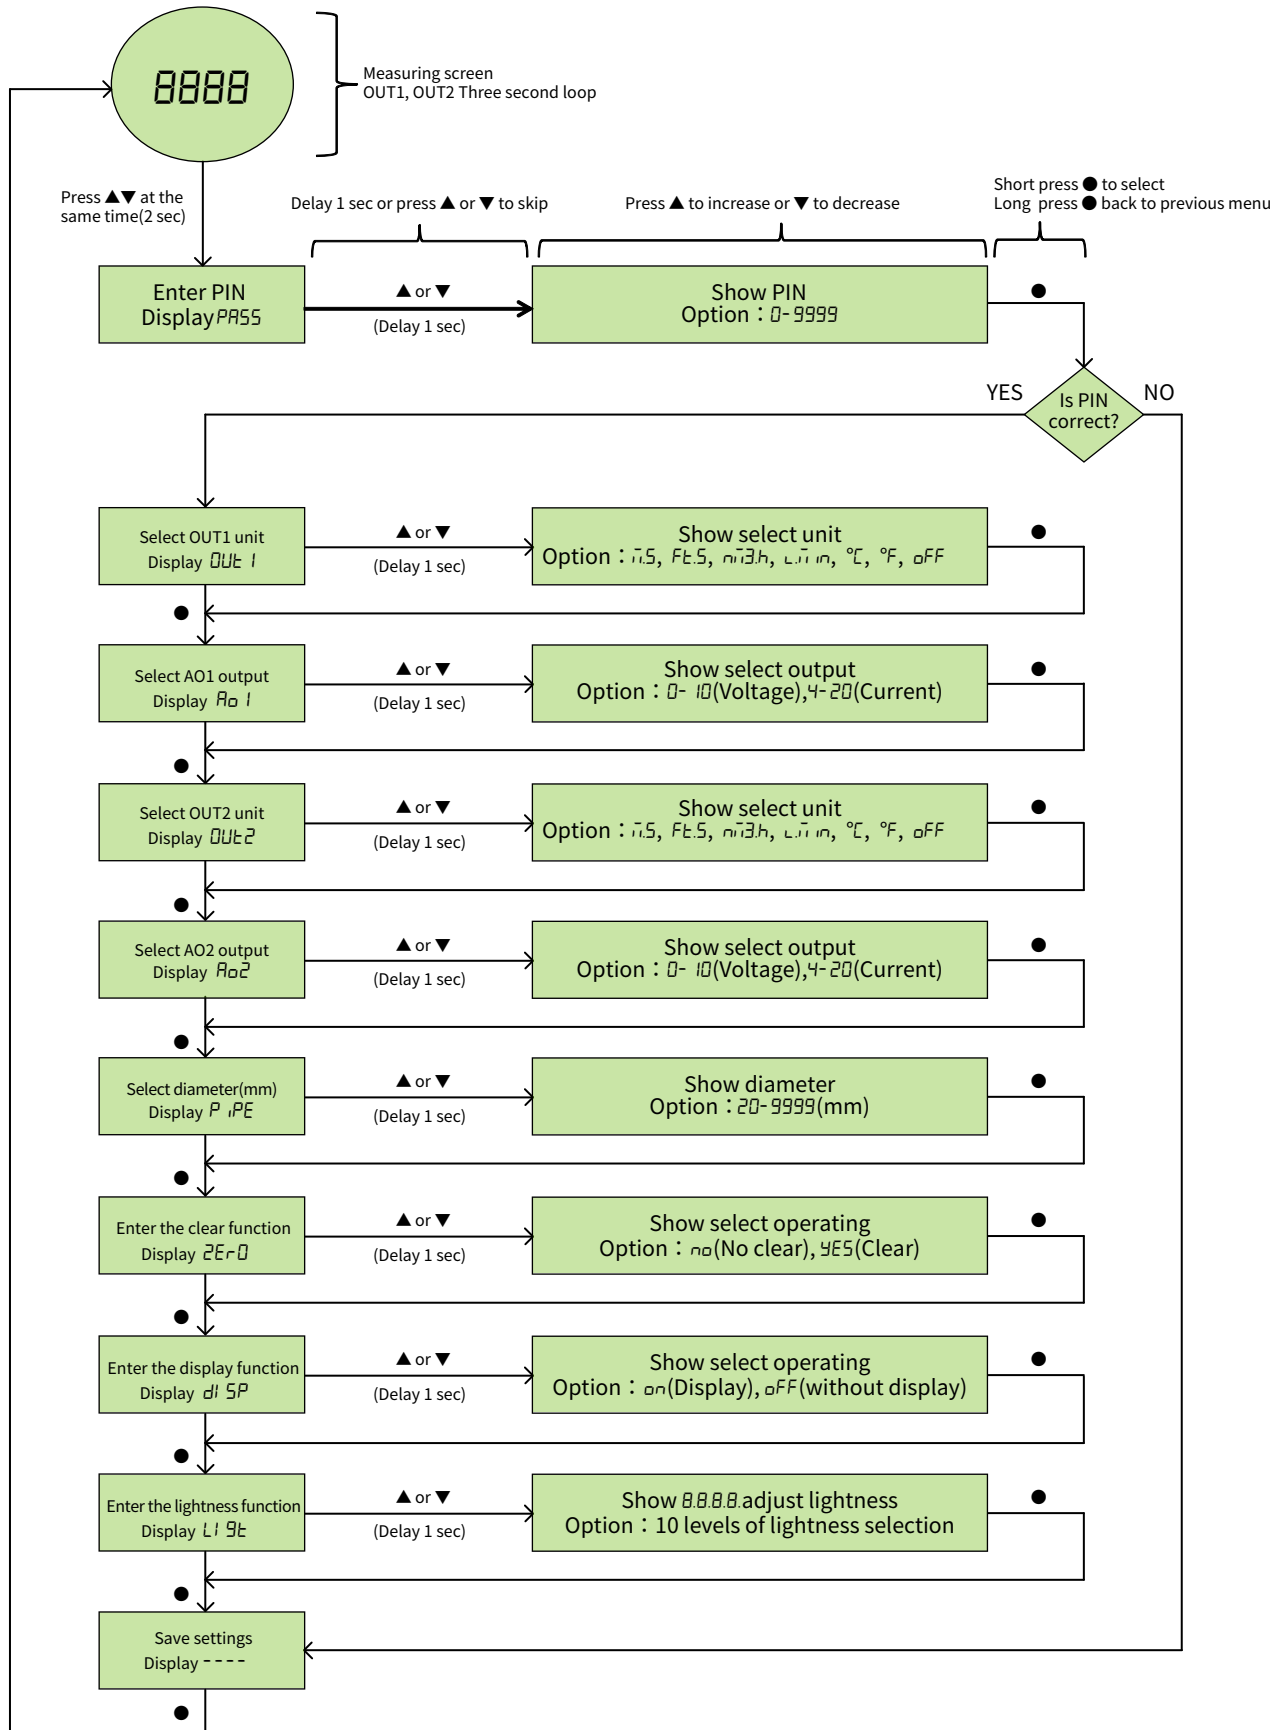 8888
Measuring screen
OUT1, OUT2 Three second loop
Press ▲▼ at the
same time(2 sec)
Delay 1 sec or press ▲ or ▼ to skip
Press ▲ to increase or ▼ to decrease
Short press ● to select
Long press ● back to previous menu
Enter PIN
Display PASS
▲ or ▼
(Delay 1 sec)
Show PIN
Option：0-9999
●
YES
Is PIN
correct?
NO
Select OUT1 unit
Display OUt 1
▲ or ▼
(Delay 1 sec)
Show select unit
Option：m.S, Ft.S, nm3.h, L.min, °C, °F, oFF
●
●
Select AO1 output
Display Ao 1
▲ or ▼
(Delay 1 sec)
Show select output
Option：0-10(Voltage),4-20(Current)
●
●
Select OUT2 unit
Display OUt2
▲ or ▼
(Delay 1 sec)
Show select unit
Option：m.S, Ft.S, nm3.h, L.min, °C, °F, oFF
●
●
Select AO2 output
Display Ao2
▲ or ▼
(Delay 1 sec)
Show select output
Option：0-10(Voltage),4-20(Current)
●
●
Select diameter(mm)
Display PiPE
▲ or ▼
(Delay 1 sec)
Show diameter
Option：20-9999(mm)
●
●
Enter the clear function
Display 2Er0
▲ or ▼
(Delay 1 sec)
Show select operating
Option：no(No clear), YES(Clear)
●
●
Enter the display function
Display dISP
▲ or ▼
(Delay 1 sec)
Show select operating
Option：on(Display), oFF(without display)
●
●
Enter the lightness function
Display LIgt
▲ or ▼
(Delay 1 sec)
Show 8.8.8.8.adjust lightness
Option：10 levels of lightness selection
●
●
Save settings
Display ----
●